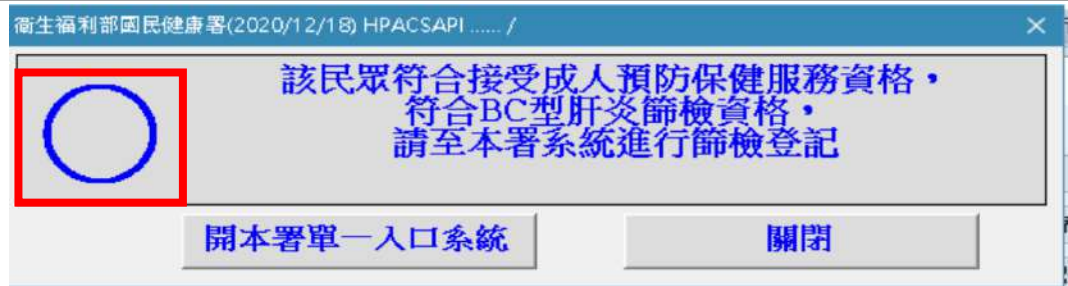 衛生福利部國民健康署(2020/12/18) HPACSAPI ...... /
該民眾符合接受成人預防保健服務資格，
符合BC型肝炎篩檢資格，
請至本署系統進行篩檢登記
開本署單一入口系統
關閉